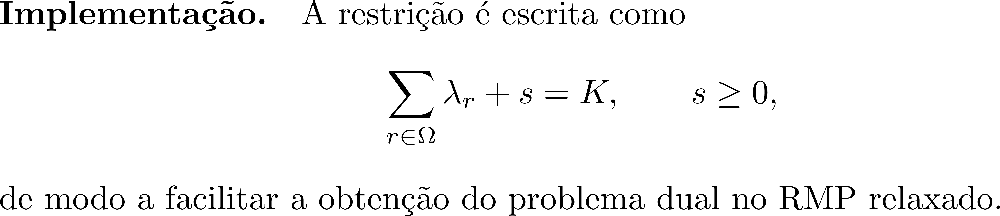 Implementação. A restrição é escrita como
∑_{r∈Ω} λ_r + s = K, s ≥ 0,
de modo a facilitar a obtenção do problema dual no RMP relaxado.